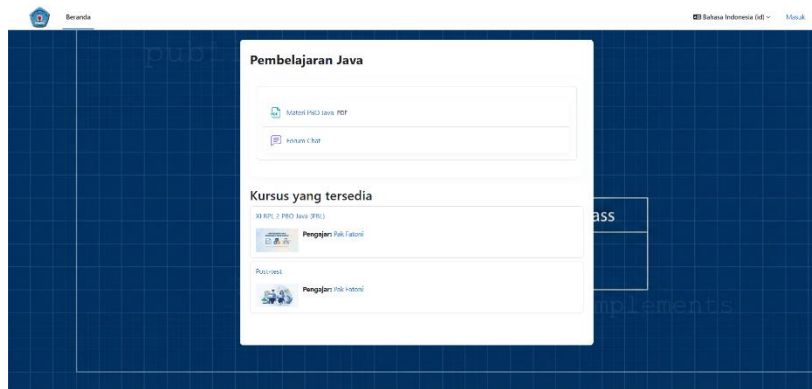 Beranda
Bahasa Indonesia (id)
Masuk
publ
Pembelajaran Java
Materi PBO Java PDF
Forum Chat
Kursus yang tersedia
XI RPL 2 PBO Java (PBL)
Pengajar: Pak Fatoni
ass
Post-test
Pengajar: Pak Fatoni
mplements